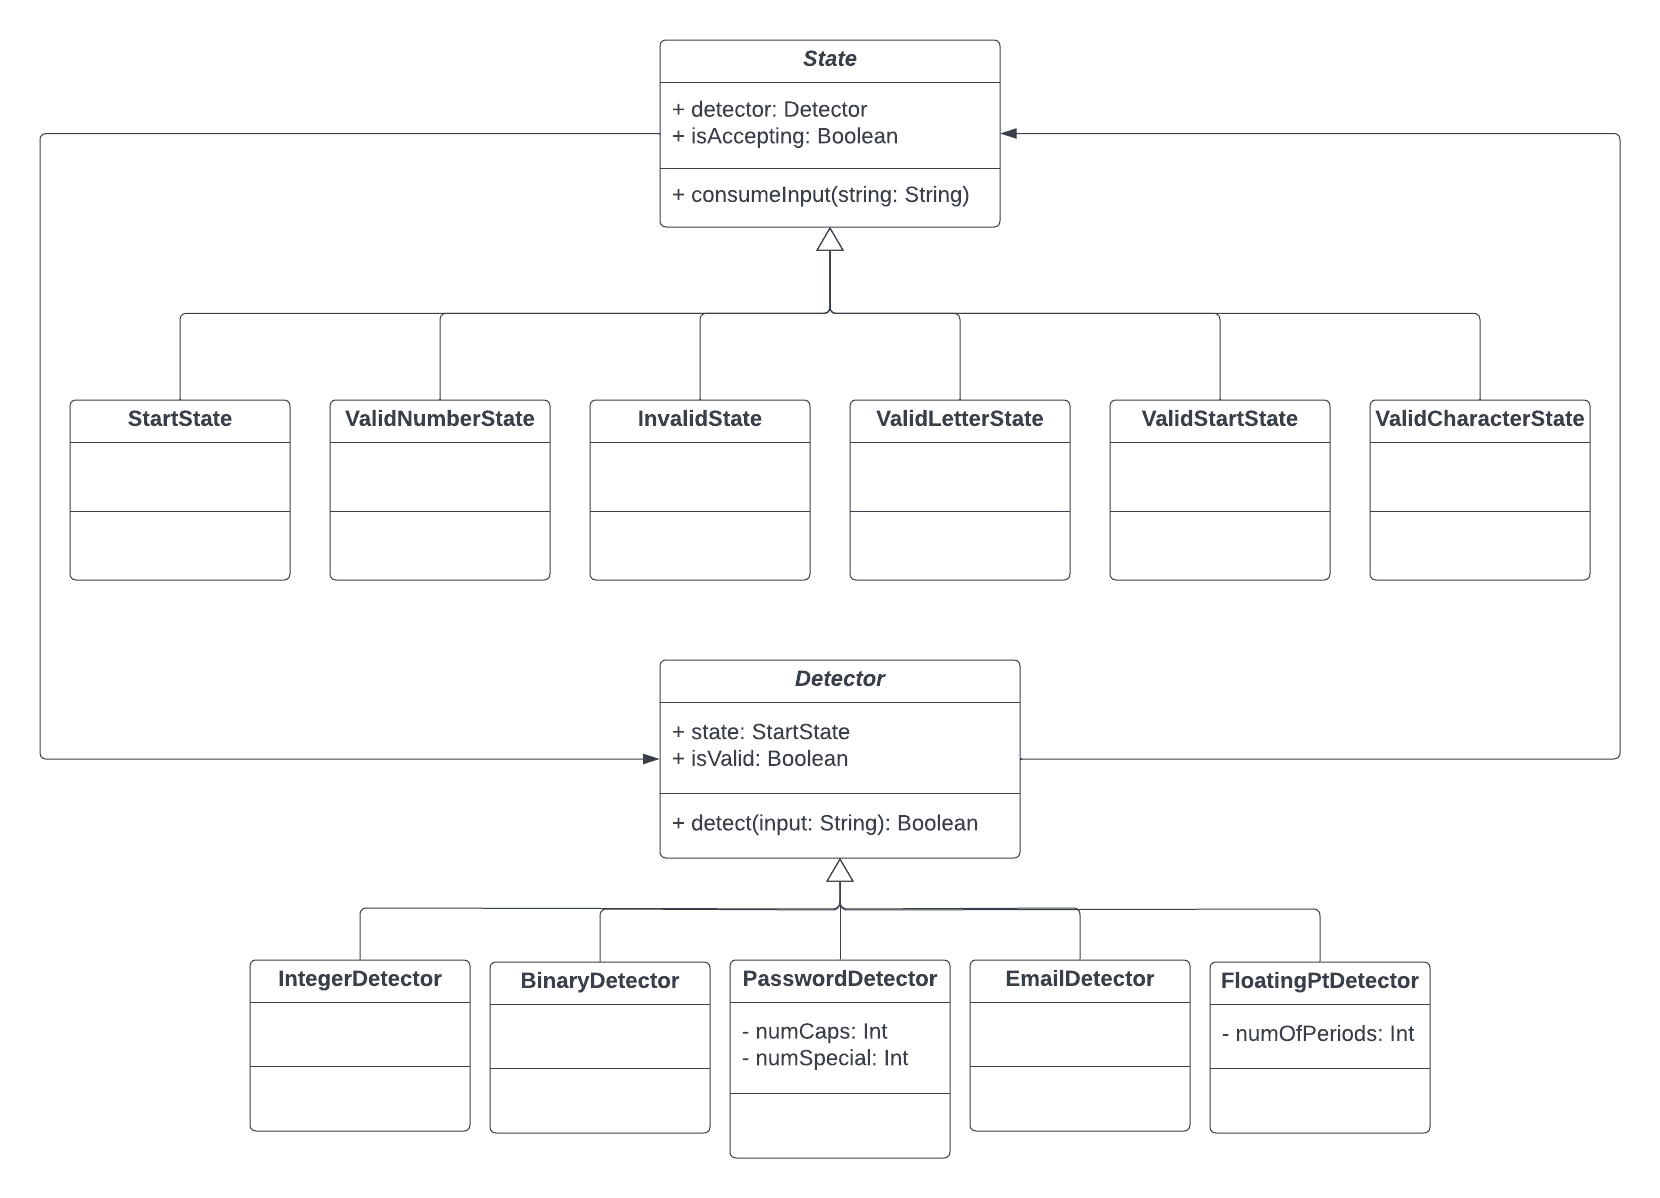 State
+ detector: Detector
+ isAccepting: Boolean
+ consumeInput(string: String)
StartState
ValidNumberState
InvalidState
ValidLetterState
ValidStartState
ValidCharacterState
Detector
+ state: StartState
+ isValid: Boolean
+ detect(input: String): Boolean
IntegerDetector
BinaryDetector
PasswordDetector
- numCaps: Int
- numSpecial: Int
EmailDetector
FloatingPtDetector
- numOfPeriods: Int